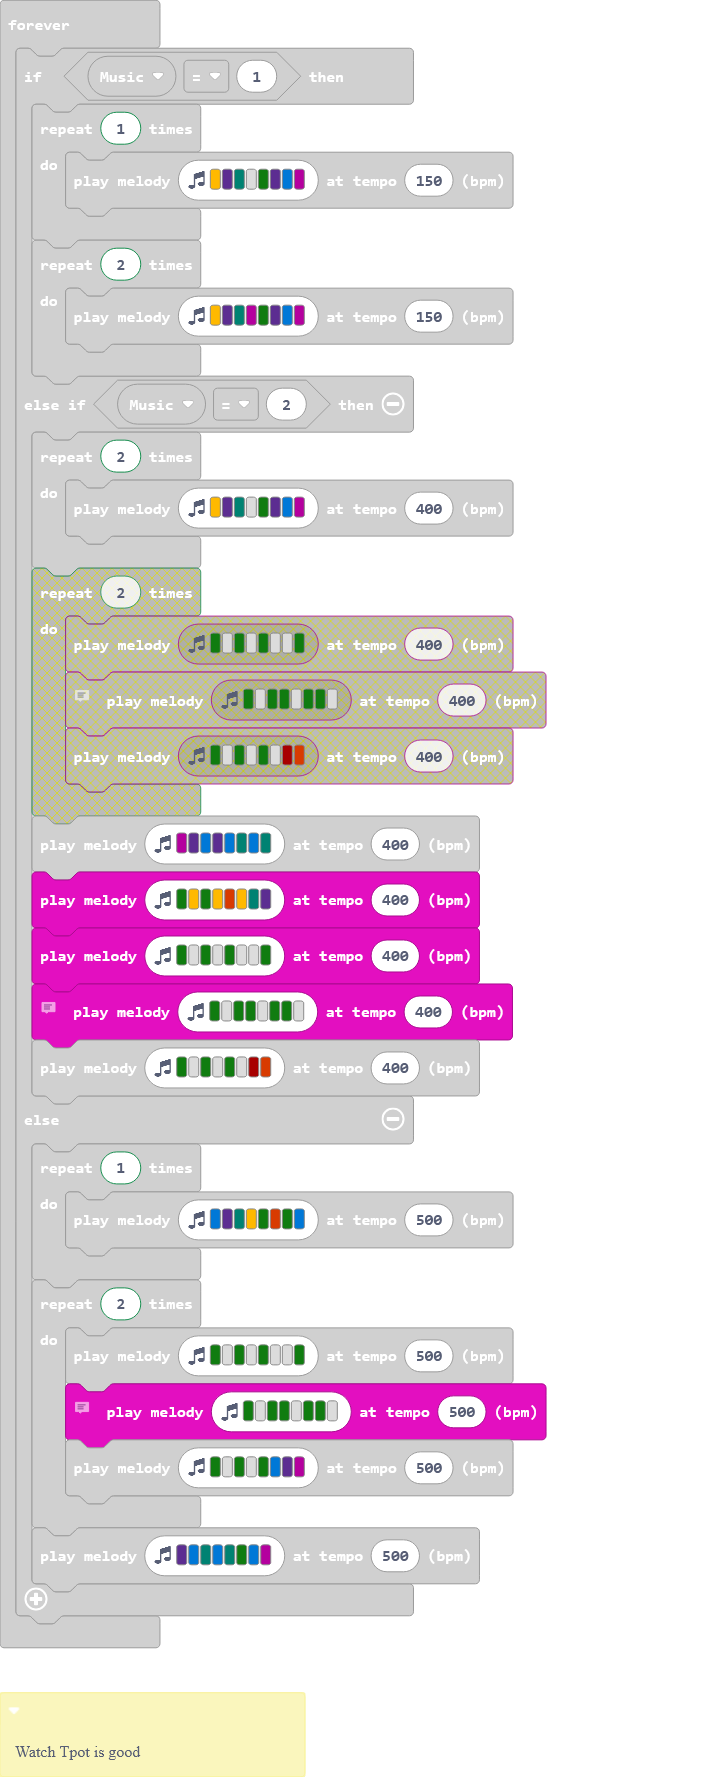 forever
if Music = 1 then
repeat 1 times
do
play melody at tempo 150 (bpm)
repeat 2 times
do
play melody at tempo 150 (bpm)
else if Music = 2 then
repeat 2 times
do
play melody at tempo 400 (bpm)
repeat 2 times
do
play melody at tempo 400 (bpm)
play melody at tempo 400 (bpm)
play melody at tempo 400 (bpm)
play melody at tempo 400 (bpm)
play melody at tempo 400 (bpm)
play melody at tempo 400 (bpm)
play melody at tempo 400 (bpm)
play melody at tempo 400 (bpm)
else
repeat 1 times
do
play melody at tempo 500 (bpm)
repeat 2 times
do
play melody at tempo 500 (bpm)
play melody at tempo 500 (bpm)
play melody at tempo 500 (bpm)
play melody at tempo 500 (bpm)
Watch Tpot is good